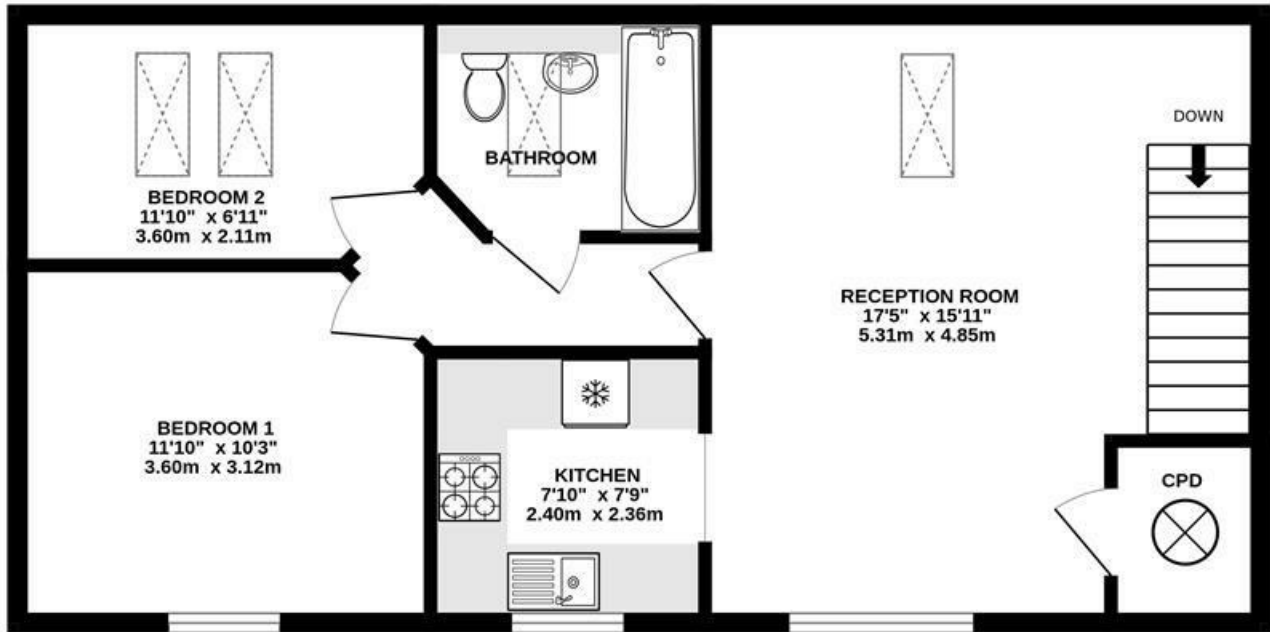 BEDROOM 2
11'10" x 6'11"
3.60m x 2.11m
BATHROOM
DOWN
RECEPTION ROOM
17'5" x 15'11"
5.31m x 4.85m
BEDROOM 1
11'10" x 10'3"
3.60m x 3.12m
KITCHEN
7'10" x 7'9"
2.40m x 2.36m
CPD